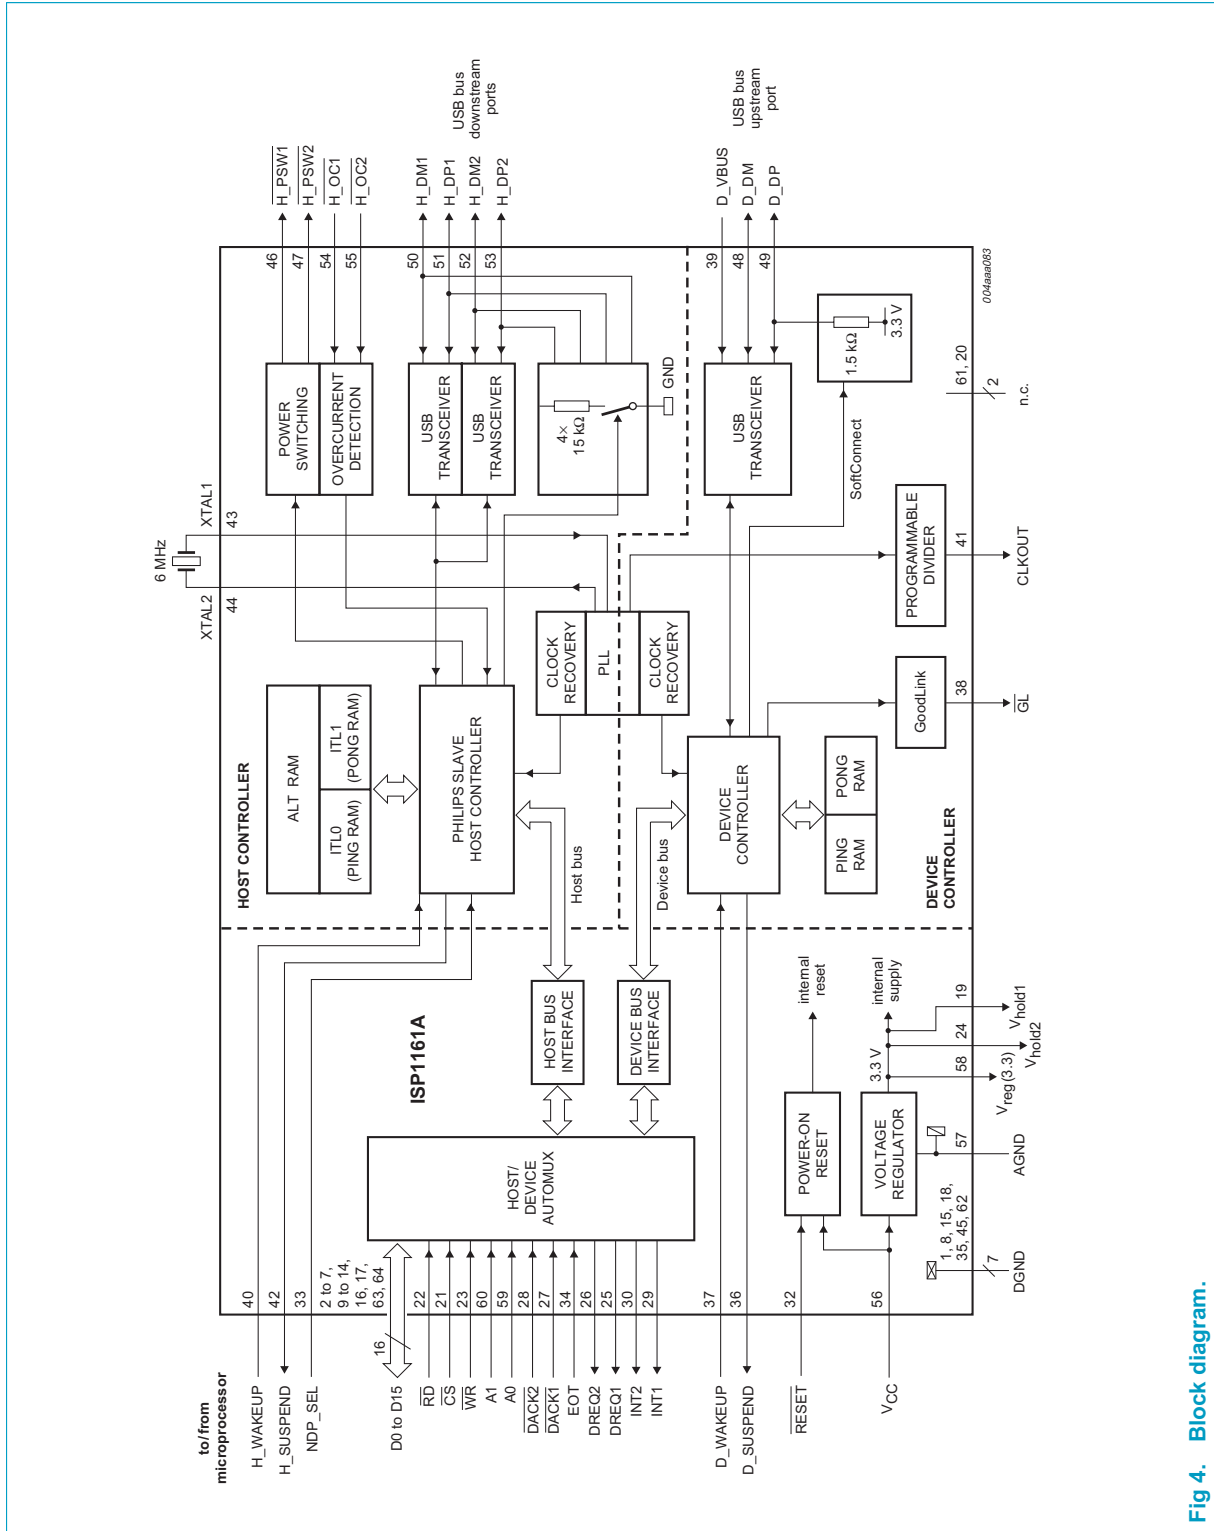 6 MHz
XTAL2
44
XTAL1
43
HOST CONTROLLER
ALT RAM
ITL0
(PING RAM)
ITL1
(PONG RAM)
PHILIPS SLAVE
HOST CONTROLLER
POWER
SWITCHING
OVERCURRENT
DETECTION
USB
TRANSCEIVER
USB
TRANSCEIVER
4×
15 kΩ
GND
46
47
54
55
50
51
52
53
H_PSW1
H_PSW2
H_OC1
H_OC2
H_DM1
H_DP1
H_DM2
H_DP2
USB bus
downstream
ports
CLOCK
RECOVERY
PLL
CLOCK
RECOVERY
Host bus
Device bus
to/from
microprocessor
H_WAKEUP
H_SUSPEND
NDP_SEL
40
42
33
2 to 7,
9 to 14,
16, 17,
63, 64
16
D0 to D15
RD
CS
WR
A1
A0
DACK2
DACK1
EOT
DREQ2
DREQ1
INT2
INT1
22
21
23
60
59
28
27
34
26
25
30
29
ISP1161A
HOST/
DEVICE
AUTOMUX
HOST BUS
INTERFACE
DEVICE BUS
INTERFACE
D_WAKEUP
D_SUSPEND
37
36
DEVICE
CONTROLLER
PING
RAM
PONG
RAM
DEVICE
CONTROLLER
USB
TRANSCEIVER
39
48
49
D_VBUS
D_DM
D_DP
USB bus
upstream
port
SoftConnect
1.5 kΩ
3.3 V
GoodLink
38
GL
PROGRAMMABLE
DIVIDER
41
CLKOUT
61, 20
2
n.c.
RESET
32
VCC
56
POWER-ON
RESET
internal
reset
VOLTAGE
REGULATOR
3.3 V
internal
supply
1, 8, 15, 18,
35, 45, 62
7
DGND
57
AGND
58
Vreg(3.3)
24
Vhold2
19
Vhold1
004aaa083
Fig 4. Block diagram.